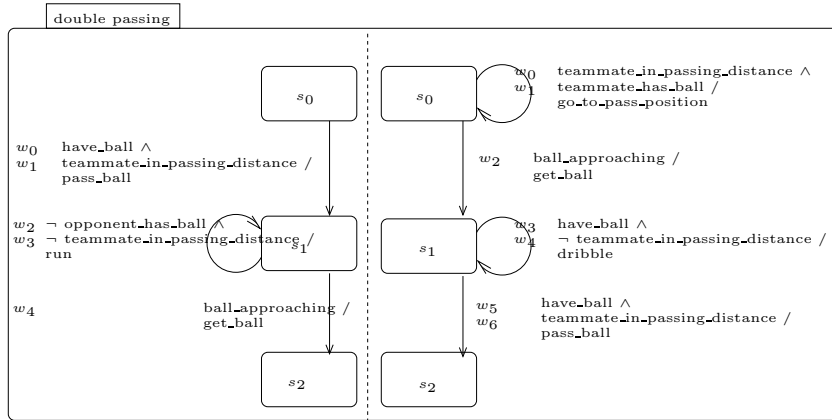 double passing
s0
w0 have_ball ∧
w1 teammate_in_passing_distance /
pass_ball
w2 ¬ opponent_has_ball ∧
w3 ¬ teammate_in_passing_distance /
run
s1
w4 ball_approaching /
get_ball
s2
s0
w0 teammate_in_passing_distance ∧
w1 teammate_has_ball /
go_to_pass_position
w2 ball_approaching /
get_ball
s1
w3 have_ball ∧
w4 ¬ teammate_in_passing_distance /
dribble
w5 have_ball ∧
w6 teammate_in_passing_distance /
pass_ball
s2